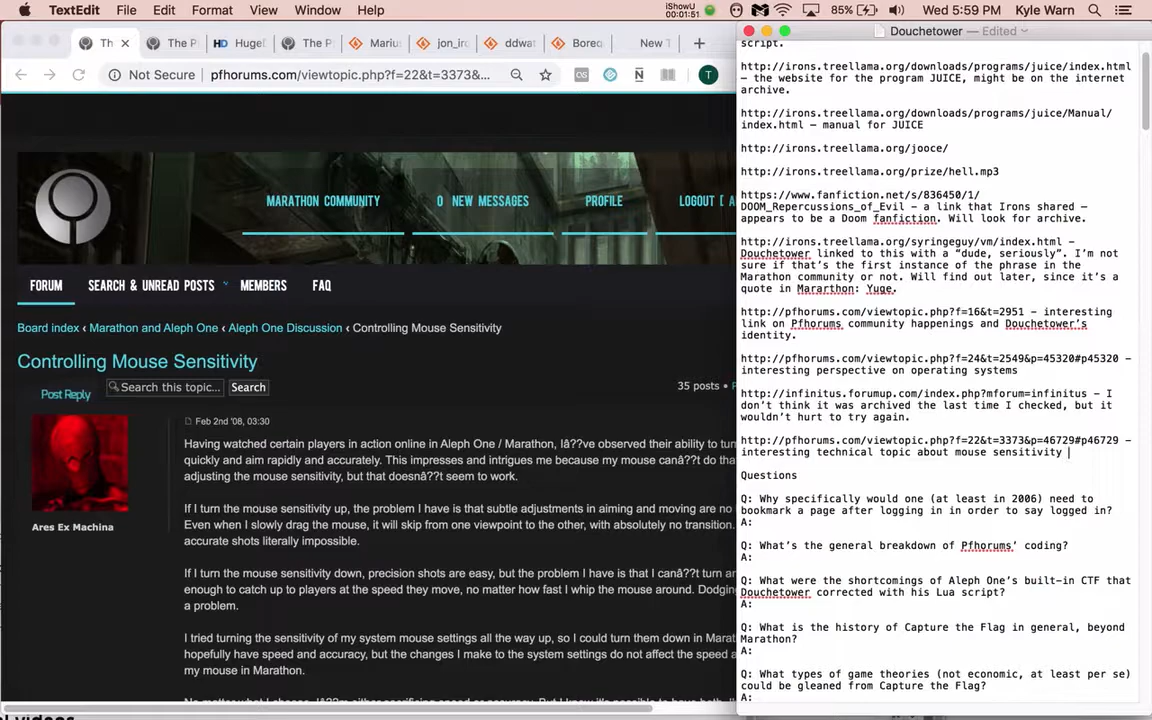 TextEdit File Edit Format View Window Help
iShowU
00:01:51
85% Wed 5:59 PM Kyle Warn
Th The P HD Hugef The P Marius jon_iro ddwat Boreq New T
Not Secure pfhorums.com/viewtopic.php?f=22&t=3373&... T
MARATHON COMMUNITY 0 NEW MESSAGES PROFILE LOGOUT [ A
FORUM SEARCH & UNREAD POSTS MEMBERS FAQ
Board index ‹ Marathon and Aleph One ‹ Aleph One Discussion ‹ Controlling Mouse Sensitivity
Controlling Mouse Sensitivity
Post Reply Search this topic... Search 35 posts • P
Ares Ex Machina
Feb 2nd '08, 03:30
Having watched certain players in action online in Aleph One / Marathon, Iâ??ve observed their ability to turn
quickly and aim rapidly and accurately. This impresses and intrigues me because my mouse canâ??t do tha
adjusting the mouse sensitivity, but that doesnâ??t seem to work.
If I turn the mouse sensitivity up, the problem I have is that subtle adjustments in aiming and moving are no
Even when I slowly drag the mouse, it will skip from one viewpoint to the other, with absolutely no transition.
accurate shots literally impossible.
If I turn the mouse sensitivity down, precision shots are easy, but the problem I have is that I canâ??t turn ar
enough to catch up to players at the speed they move, no matter how fast I whip the mouse around. Dodging
a problem.
I tried turning the sensitivity of my system mouse settings all the way up, so I could turn them down in Marat
hopefully have speed and accuracy, but the changes I make to the system settings do not affect the speed a
my mouse in Marathon.
Douchetower — Edited
script.
http://irons.treellama.org/downloads/programs/juice/index.html
– the website for the program JUICE, might be on the internet
archive.
http://irons.treellama.org/downloads/programs/juice/Manual/
index.html – manual for JUICE
http://irons.treellama.org/jooce/
http://irons.treellama.org/prize/hell.mp3
https://www.fanfiction.net/s/836450/1/
DOOM_Repercussions_of_Evil – a link that Irons shared –
appears to be a Doom fanfiction. Will look for archive.
http://irons.treellama.org/syringeguy/vm/index.html –
Douchetower linked to this with a “dude, seriously”. I’m not
sure if that’s the first instance of the phrase in the
Marathon community or not. Will find out later, since it’s a
quote in Mararthon: Yuge.
http://pfhorums.com/viewtopic.php?f=16&t=2951 – interesting
link on Pfhorums community happenings and Douchetower’s
identity.
http://pfhorums.com/viewtopic.php?f=24&t=2549&p=45320#p45320 –
interesting perspective on operating systems
http://infinitus.forumup.com/index.php?mforum=infinitus – I
don’t think it was archived the last time I checked, but it
wouldn’t hurt to try again.
http://pfhorums.com/viewtopic.php?f=22&t=3373&p=46729#p46729 –
interesting technical topic about mouse sensitivity
Questions
Q: Why specifically would one (at least in 2006) need to
bookmark a page after logging in in order to say logged in?
A:
Q: What’s the general breakdown of Pfhorums’ coding?
A:
Q: What were the shortcomings of Aleph One’s built-in CTF that
Douchetower corrected with his Lua script?
A:
Q: What is the history of Capture the Flag in general, beyond
Marathon?
A:
Q: What types of game theories (not economic, at least per se)
could be gleaned from Capture the Flag?
A: